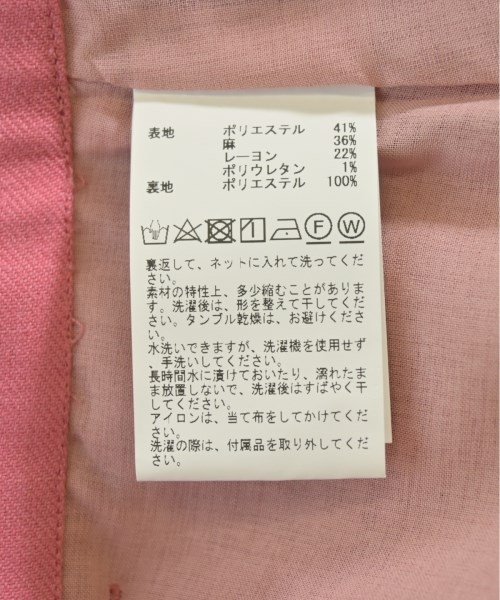 表地 ポリエステル 41%
麻 36%
レーヨン 22%
ポリウレタン 1%
裏地 ポリエステル 100%
F W
裏返して、ネットに入れて洗ってくだ
さい。
素材の特性上、多少縮むことがありま
す。洗濯後は、形を整えて干してくださ
い。タンブル乾燥は、お避けくださ
い。
水洗いできますが、洗濯機を使用せず
、手洗いしてください。
長時間水に漬けておいたり、濡れたま
ま放置しないで、洗濯後はすばやく干
してください。
アイロンは、当て布をしてかけてくだ
さい。
洗濯の際は、付属品を取り外してくだ
さい。